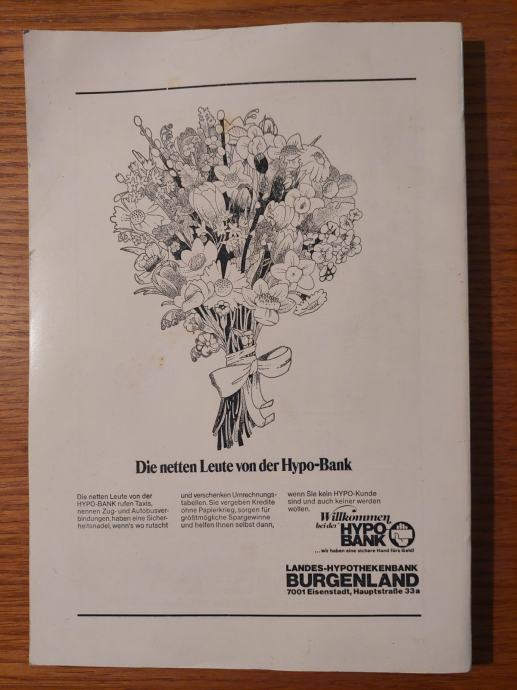 Die netten Leute von der Hypo-Bank
Die netten Leute von der
HYPO-BANK rufen Taxis,
nennen Zug- und Autobusver-
bindungen, haben eine Sicher-
heitsnadel, wenn's wo rutscht
und verschenken Umrechnungs-
tabellen. Sie vergeben Kredite
ohne Papierkrieg, sorgen für
größtmögliche Spargewinne
und helfen Ihnen selbst dann,
wenn Sie kein HYPO-Kunde
sind und auch keiner werden
wollen.
Willkommen
bei der HYPO
BANK
...wir haben eine sichere Hand fürs Geld!
LANDES-HYPOTHEKENBANK
BURGENLAND
7001 Eisenstadt, Hauptstraße 33a